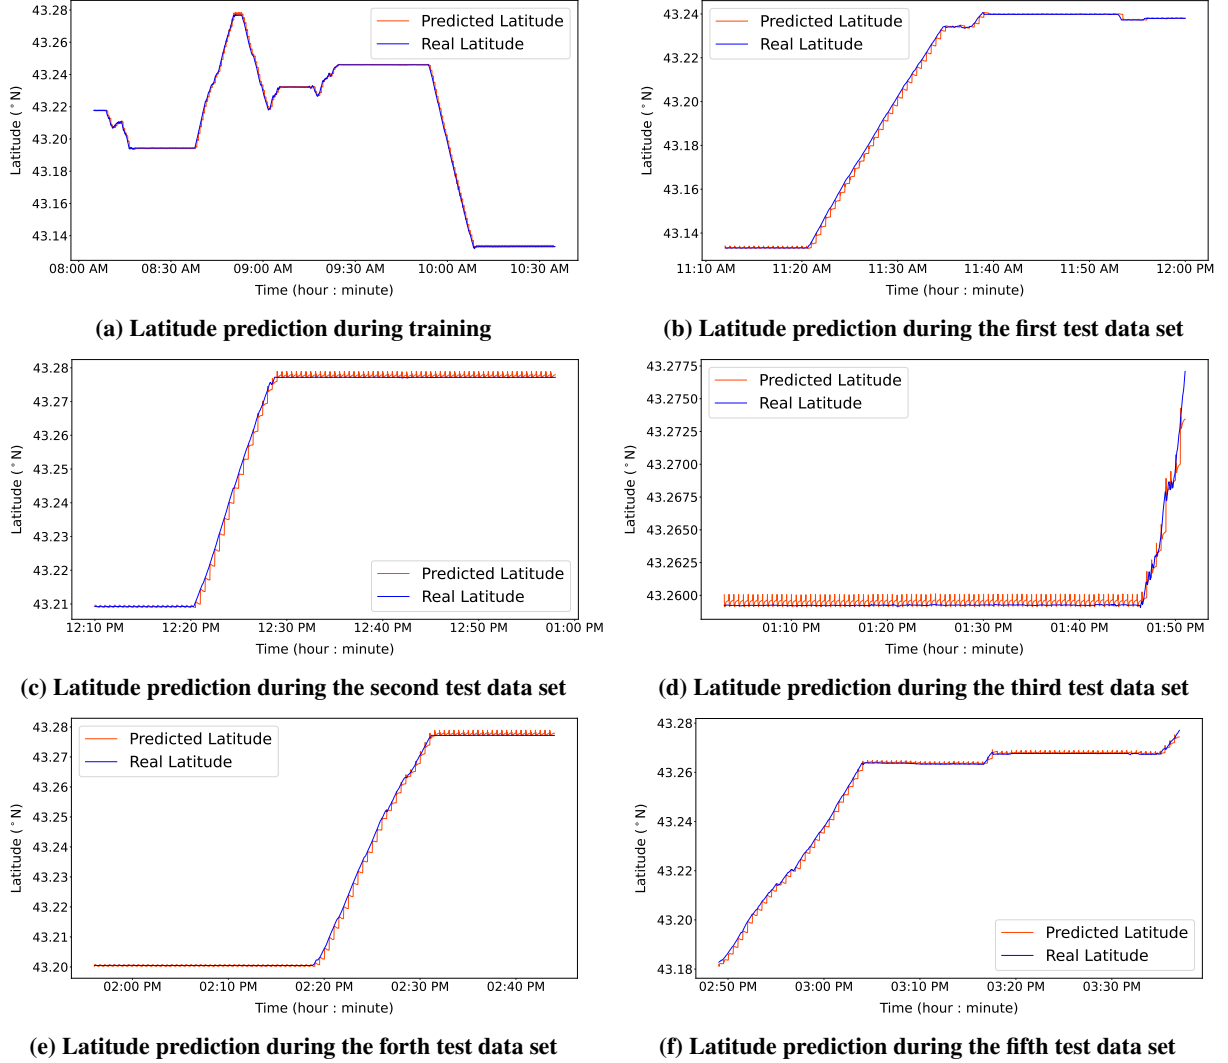 43.28
43.26
43.24
43.22
43.20
43.18
43.16
43.14
Latitude (°N)
Predicted Latitude
Real Latitude
08:00 AM 08:30 AM 09:00 AM 09:30 AM 10:00 AM 10:30 AM
Time (hour : minute)
(a) Latitude prediction during training
43.24
43.22
43.20
43.18
43.16
43.14
Latitude (°N)
Predicted Latitude
Real Latitude
11:10 AM 11:20 AM 11:30 AM 11:40 AM 11:50 AM 12:00 PM
Time (hour : minute)
(b) Latitude prediction during the first test data set
43.28
43.27
43.26
43.25
43.24
43.23
43.22
43.21
Latitude (°N)
Predicted Latitude
Real Latitude
12:10 PM 12:20 PM 12:30 PM 12:40 PM 12:50 PM 01:00 PM
Time (hour : minute)
(c) Latitude prediction during the second test data set
43.2775
43.2750
43.2725
43.2700
43.2675
43.2650
43.2625
43.2600
Latitude (°N)
Predicted Latitude
Real Latitude
01:10 PM 01:20 PM 01:30 PM 01:40 PM 01:50 PM
Time (hour : minute)
(d) Latitude prediction during the third test data set
43.28
43.27
43.26
43.25
43.24
43.23
43.22
43.21
43.20
Latitude (°N)
Predicted Latitude
Real Latitude
02:00 PM 02:10 PM 02:20 PM 02:30 PM 02:40 PM
Time (hour : minute)
(e) Latitude prediction during the forth test data set
43.28
43.26
43.24
43.22
43.20
43.18
Latitude (°N)
Predicted Latitude
Real Latitude
02:50 PM 03:00 PM 03:10 PM 03:20 PM 03:30 PM
Time (hour : minute)
(f) Latitude prediction during the fifth test data set